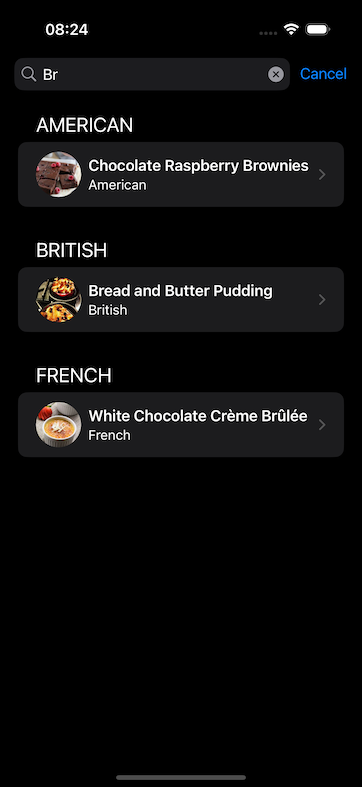 08:24
Br
Cancel
AMERICAN
Chocolate Raspberry Brownies
American
BRITISH
Bread and Butter Pudding
British
FRENCH
White Chocolate Crème Brûlée
French